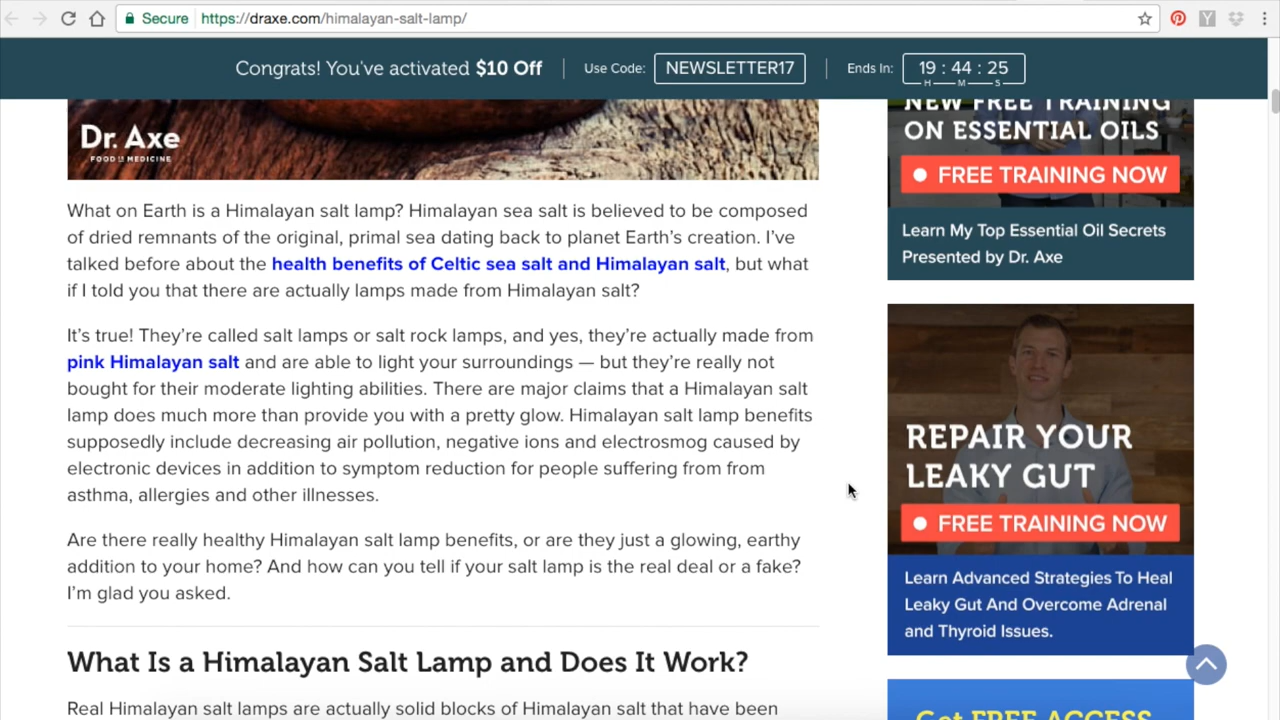 Secure
https://draxe.com/himalayan-salt-lamp/
Congrats! You've activated $10 Off
Use Code:
NEWSLETTER17
Ends In:
19 : 44 : 25
H M S
Dr. Axe
FOOD IS MEDICINE
What on Earth is a Himalayan salt lamp? Himalayan sea salt is believed to be composed
of dried remnants of the original, primal sea dating back to planet Earth’s creation. I’ve
talked before about the health benefits of Celtic sea salt and Himalayan salt, but what
if I told you that there are actually lamps made from Himalayan salt?
It’s true! They’re called salt lamps or salt rock lamps, and yes, they’re actually made from
pink Himalayan salt and are able to light your surroundings — but they’re really not
bought for their moderate lighting abilities. There are major claims that a Himalayan salt
lamp does much more than provide you with a pretty glow. Himalayan salt lamp benefits
supposedly include decreasing air pollution, negative ions and electrosmog caused by
electronic devices in addition to symptom reduction for people suffering from from
asthma, allergies and other illnesses.
Are there really healthy Himalayan salt lamp benefits, or are they just a glowing, earthy
addition to your home? And how can you tell if your salt lamp is the real deal or a fake?
I’m glad you asked.
What Is a Himalayan Salt Lamp and Does It Work?
Real Himalayan salt lamps are actually solid blocks of Himalayan salt that have been
NEW FREE TRAINING
ON ESSENTIAL OILS
FREE TRAINING NOW
Learn My Top Essential Oil Secrets
Presented by Dr. Axe
REPAIR YOUR
LEAKY GUT
FREE TRAINING NOW
Learn Advanced Strategies To Heal
Leaky Gut And Overcome Adrenal
and Thyroid Issues.
Get FREE ACCESS